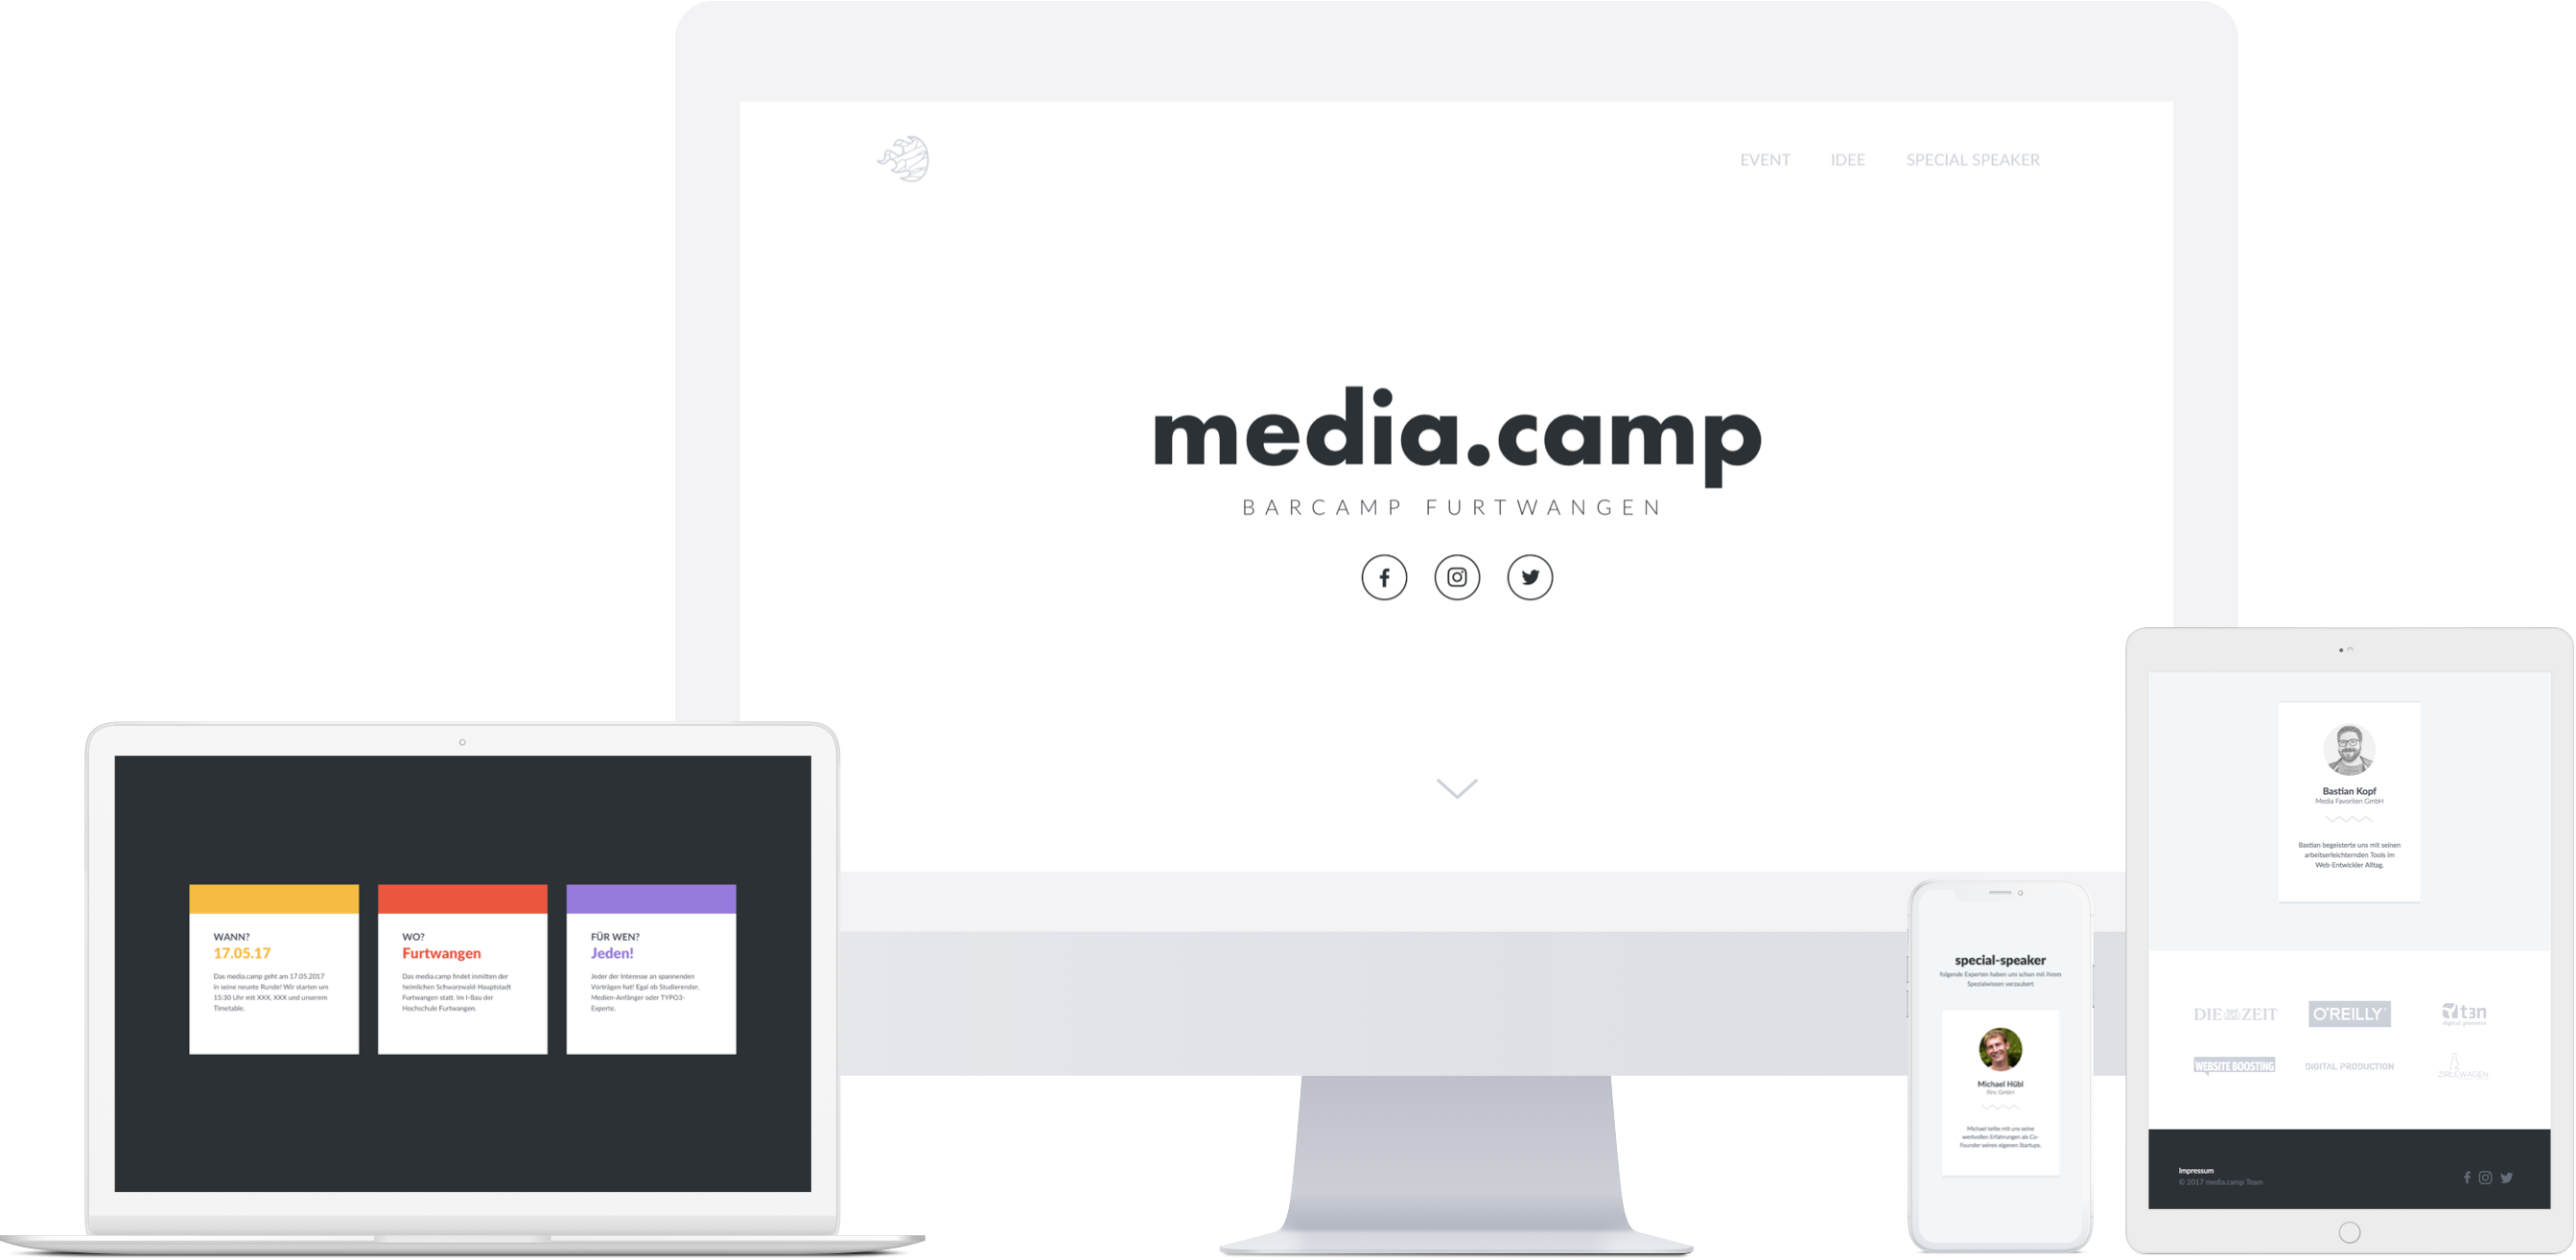 EVENT IDEE SPECIAL SPEAKER
media.camp
BARCAMP FURTWANGEN
WANN?
17.05.17
Das media.camp geht am 17.05.2017
in seine neunte Runde! Wir starten um
15:30 Uhr mit XXX, XXX und unserem
Timetable.
WO?
Furtwangen
Das media.camp findet inmitten der
heimlichen Schwarzwald-Hauptstadt
Furtwangen statt. Im I-Bau der
Hochschule Furtwangen.
FÜR WEN?
Jeden!
Jeder der Interesse an spannenden
Vorträgen hat! Egal ob Studierender,
Medien-Anfänger oder TYPO3-
Experte.
special-speaker
folgende Experten haben uns schon mit ihrem
Spezialwissen verzaubert
Michael Hübl
GmbH
Michael teilte mit uns seine
wertvollen Erfahrungen als Co-
Founder seines eigenen Startups.
Bastian Kopf
Media Favoriten GmbH
Bastian begeisterte uns mit seinen
arbeitserleichternden Tools im
Web-Entwickler Alltag.
DIE ZEIT
O'REILLY
t3n
digital pioneers
WEBSITE BOOSTING
DIGITAL PRODUCTION
ZIRLEWAGEN
Impressum
© 2017 media.camp Team